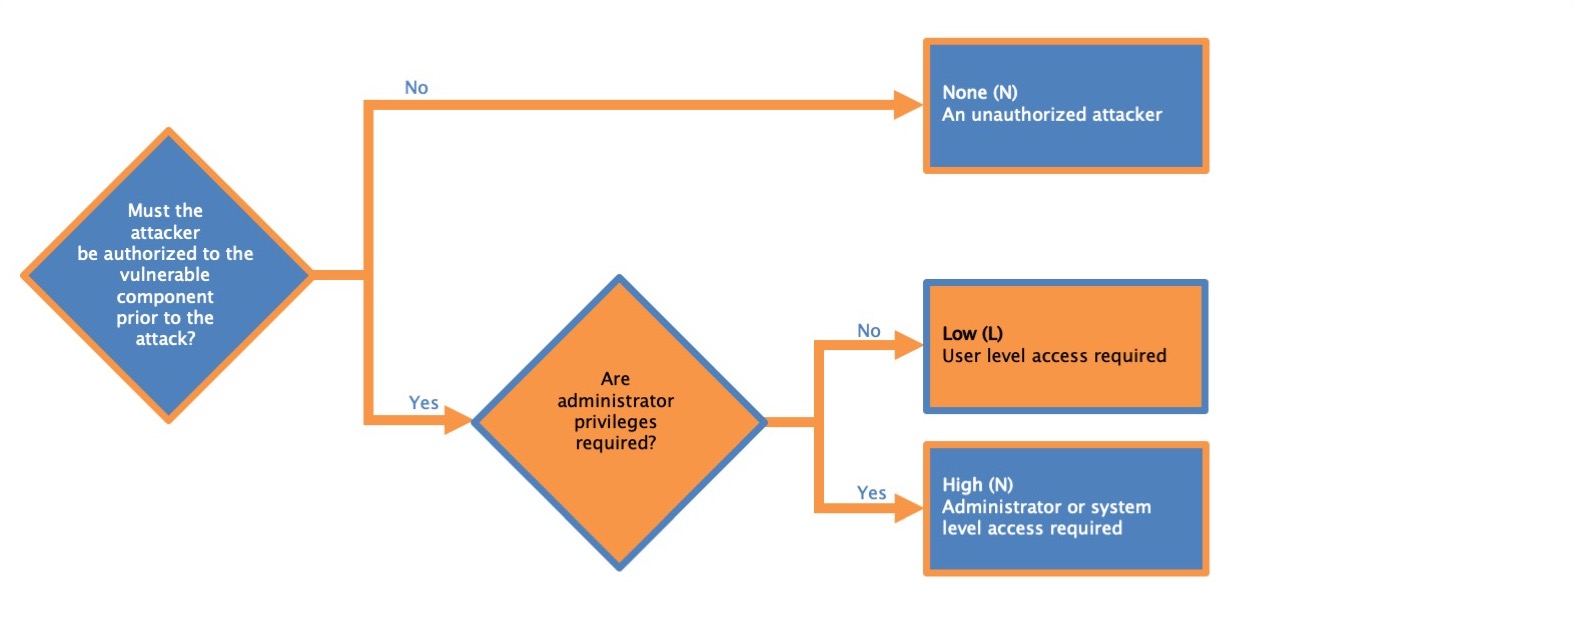 Must the
attacker
be authorized to the
vulnerable
component
prior to the
attack?
No
None (N)
An unauthorized attacker
Yes
Are
administrator
privileges
required?
No
Low (L)
User level access required
Yes
High (N)
Administrator or system
level access required